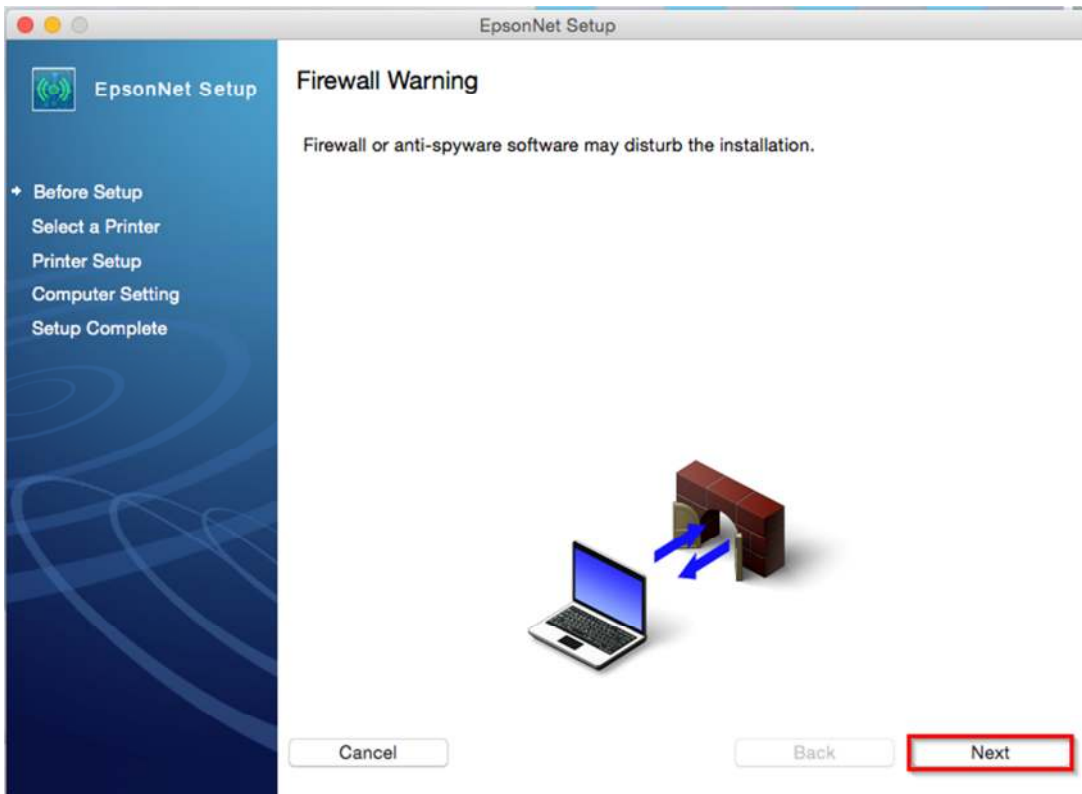 EpsonNet Setup
EpsonNet Setup
Firewall Warning
Firewall or anti-spyware software may disturb the installation.
Before Setup
Select a Printer
Printer Setup
Computer Setting
Setup Complete
Cancel
Back
Next